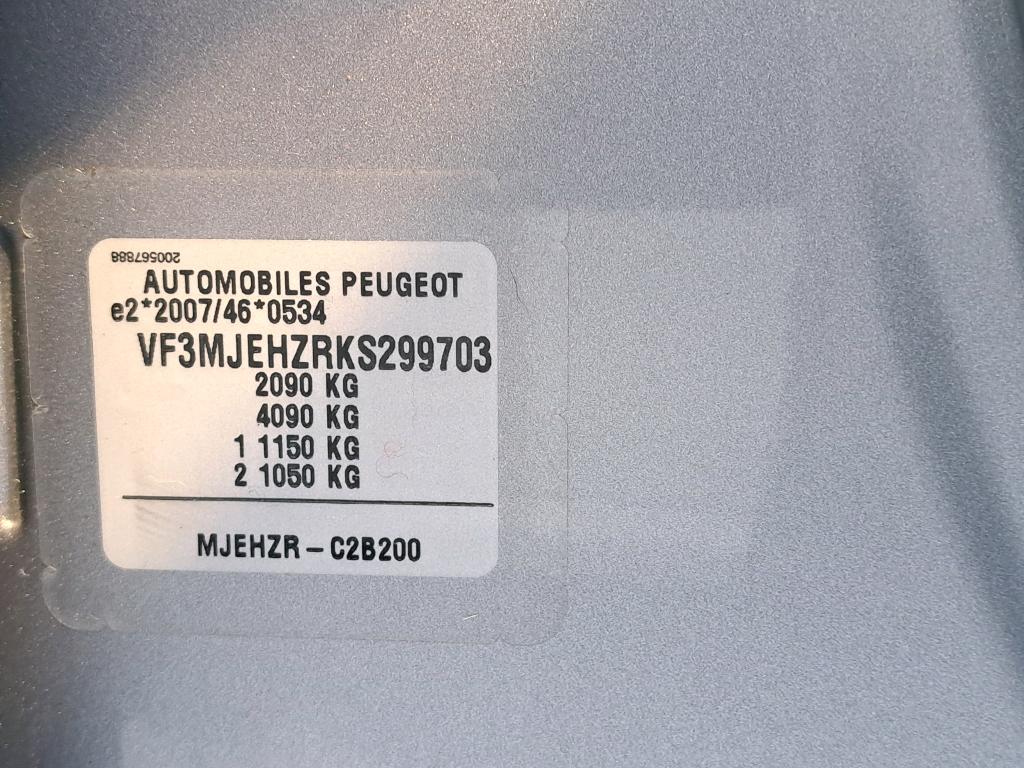 200567888
AUTOMOBILES PEUGEOT
e2*2007/46*0534
VF3MJEHZRKS299703
2090 KG
4090 KG
1 1150 KG
2 1050 KG
MJEHZR – C2B200